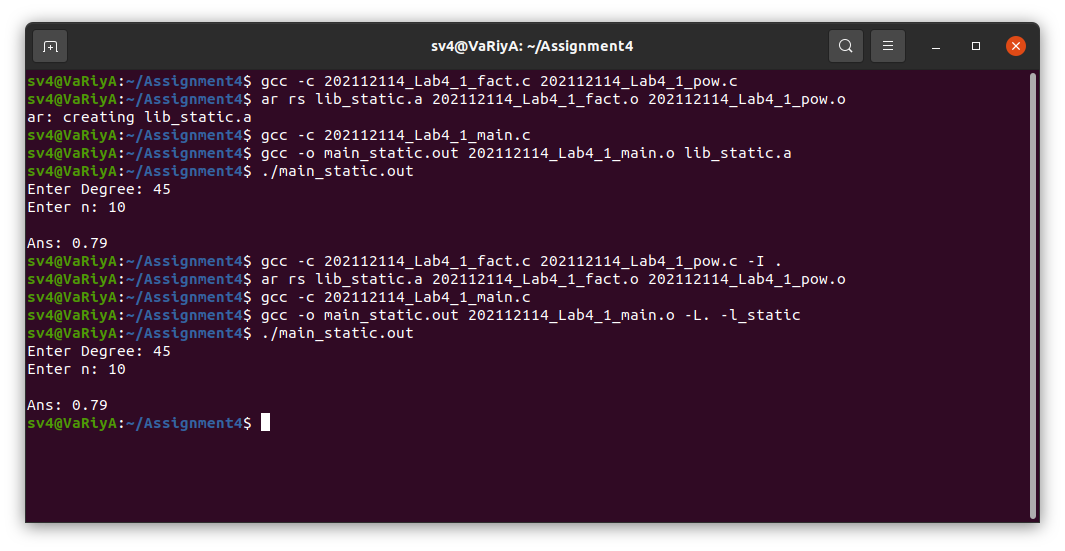 sv4@VaRiyA: ~/Assignment4
sv4@VaRiyA:~/Assignment4$ gcc -c 202112114_Lab4_1_fact.c 202112114_Lab4_1_pow.c
sv4@VaRiyA:~/Assignment4$ ar rs lib_static.a 202112114_Lab4_1_fact.o 202112114_Lab4_1_pow.o
ar: creating lib_static.a
sv4@VaRiyA:~/Assignment4$ gcc -c 202112114_Lab4_1_main.c
sv4@VaRiyA:~/Assignment4$ gcc -o main_static.out 202112114_Lab4_1_main.o lib_static.a
sv4@VaRiyA:~/Assignment4$ ./main_static.out
Enter Degree: 45
Enter n: 10
Ans: 0.79
sv4@VaRiyA:~/Assignment4$ gcc -c 202112114_Lab4_1_fact.c 202112114_Lab4_1_pow.c -I .
sv4@VaRiyA:~/Assignment4$ ar rs lib_static.a 202112114_Lab4_1_fact.o 202112114_Lab4_1_pow.o
sv4@VaRiyA:~/Assignment4$ gcc -c 202112114_Lab4_1_main.c
sv4@VaRiyA:~/Assignment4$ gcc -o main_static.out 202112114_Lab4_1_main.o -L. -l_static
sv4@VaRiyA:~/Assignment4$ ./main_static.out
Enter Degree: 45
Enter n: 10
Ans: 0.79
sv4@VaRiyA:~/Assignment4$